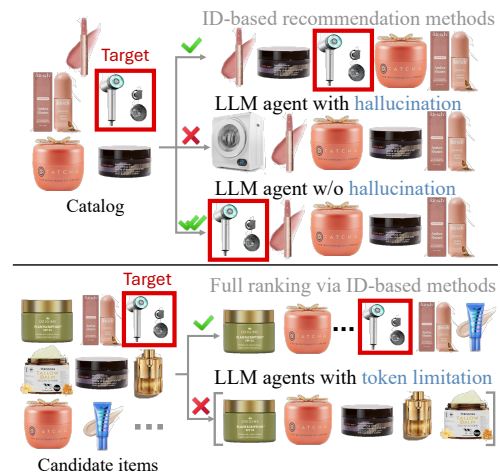 ID-based recommendation methods
Target
LLM agent with hallucination
LLM agent w/o hallucination
Catalog
TATCHA
Full ranking via ID-based methods
Target
...
LLM agents with token limitation
Candidate items